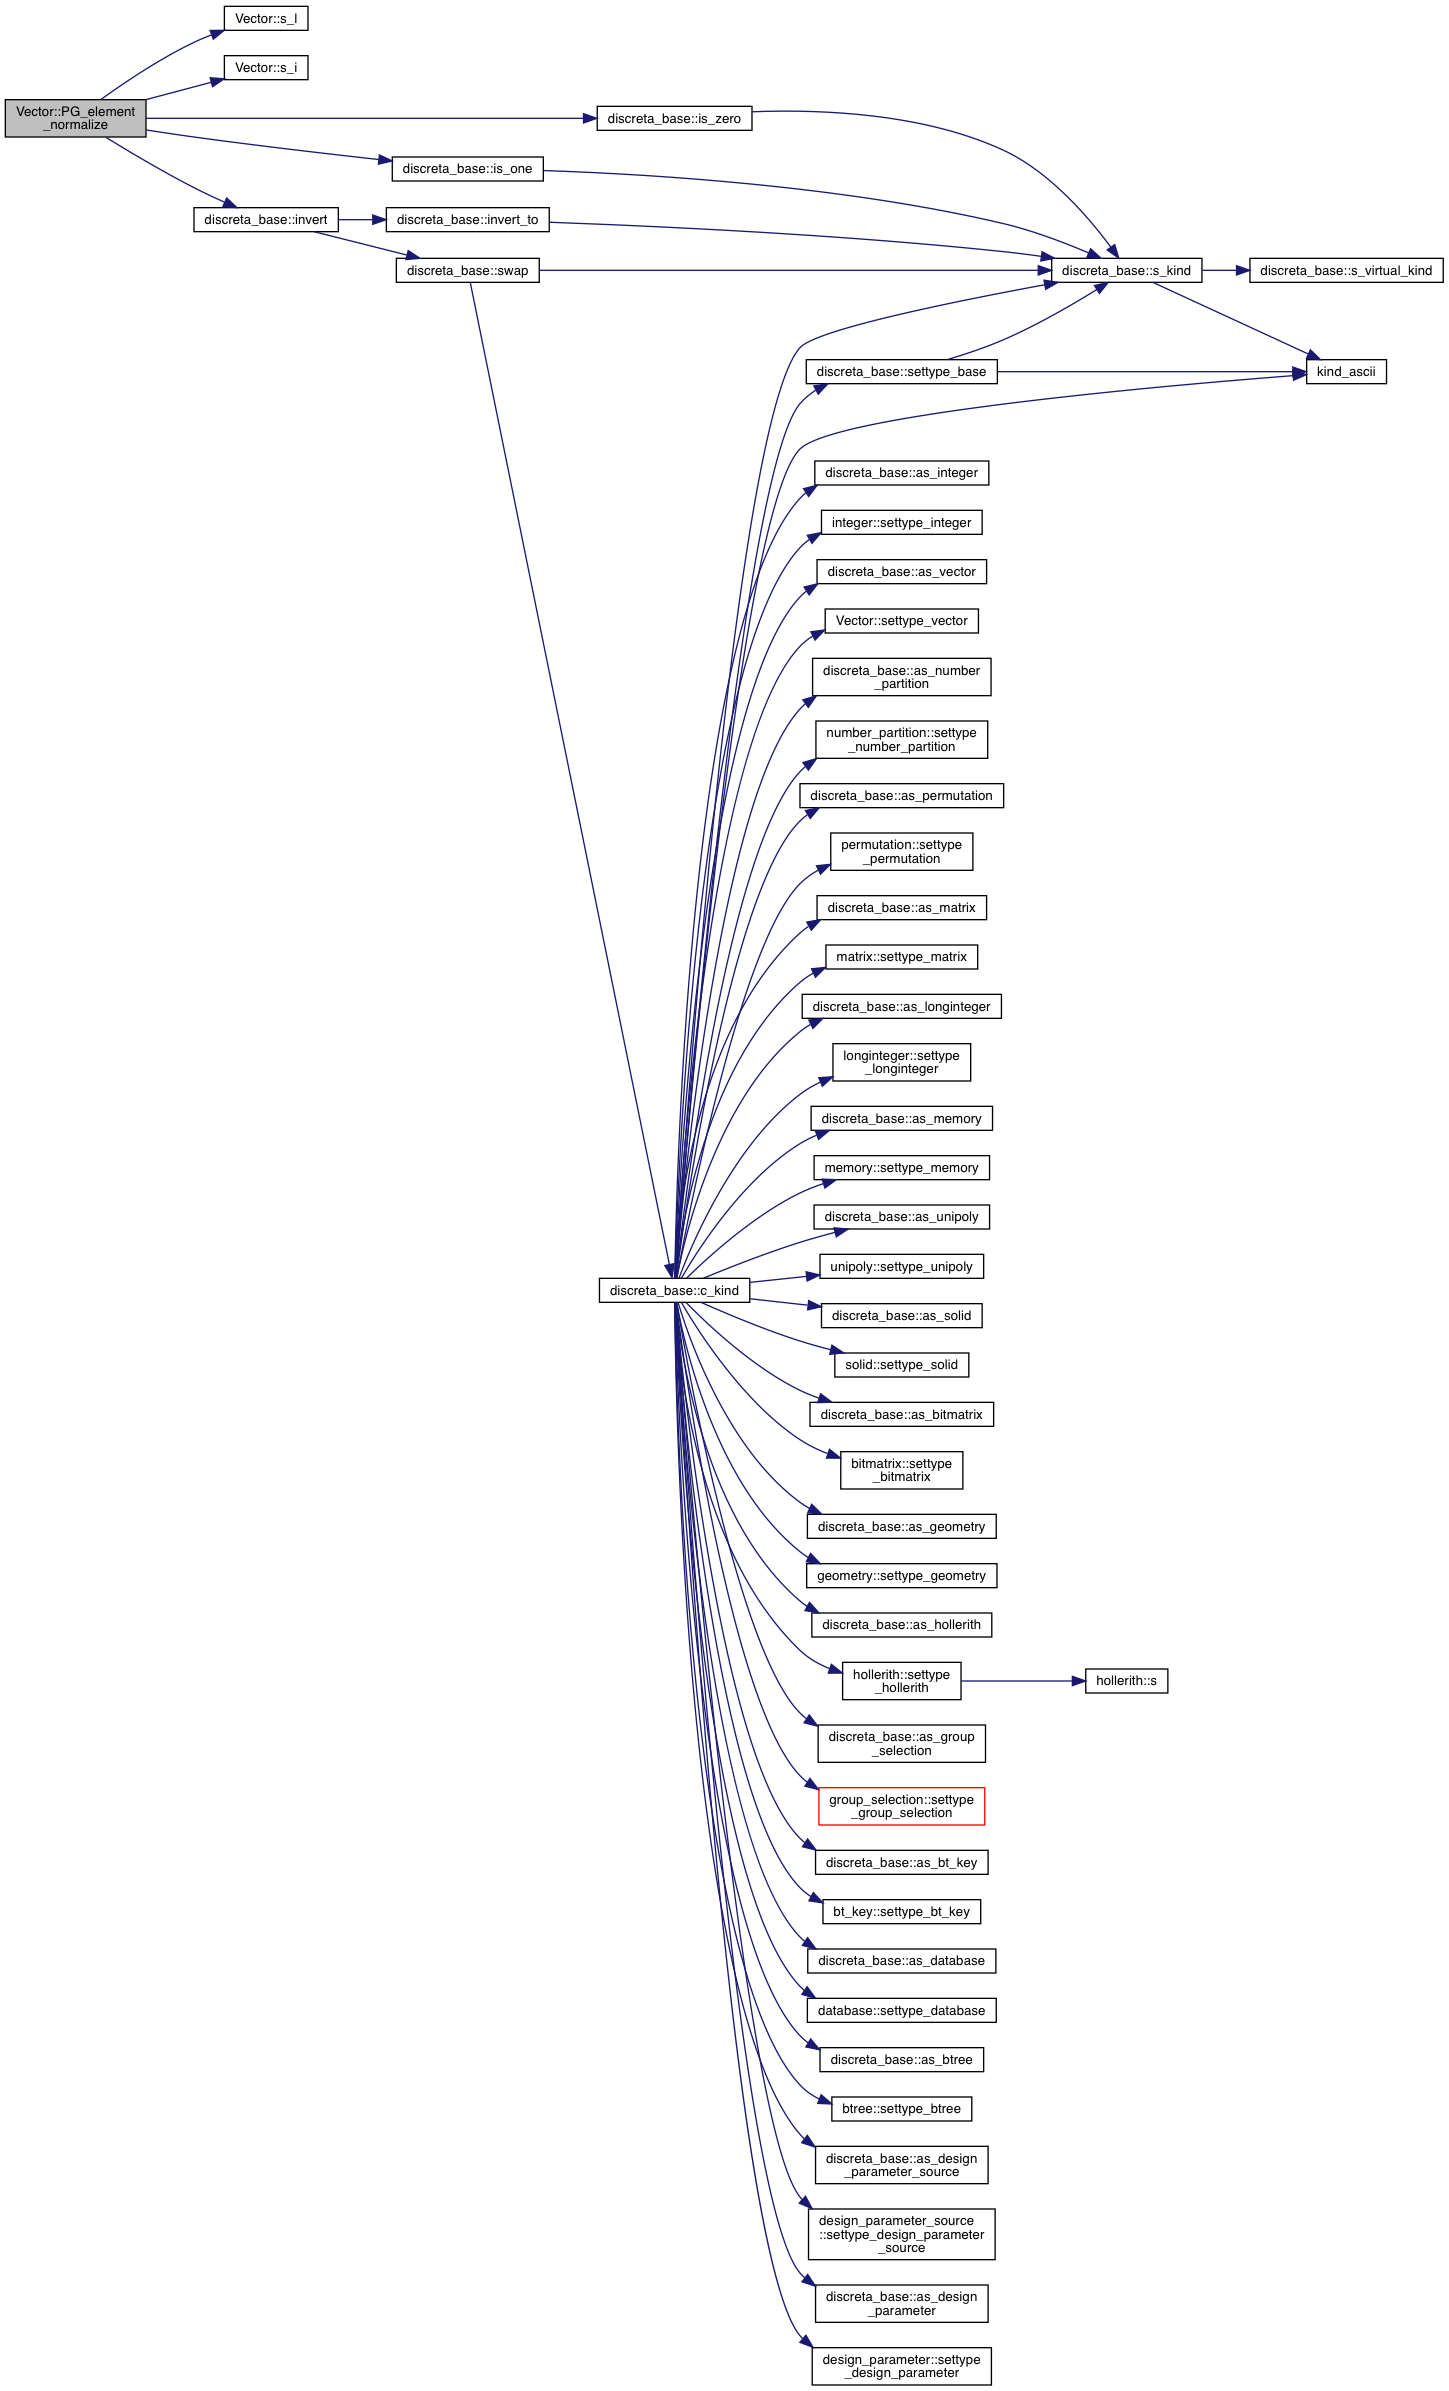 Vector::s_l
Vector::s_i
Vector::PG_element
_normalize
discreta_base::is_zero
discreta_base::is_one
discreta_base::invert
discreta_base::invert_to
discreta_base::swap
discreta_base::s_kind
discreta_base::s_virtual_kind
discreta_base::settype_base
kind_ascii
discreta_base::as_integer
integer::settype_integer
discreta_base::as_vector
Vector::settype_vector
discreta_base::as_number
_partition
number_partition::settype
_number_partition
discreta_base::as_permutation
permutation::settype
_permutation
discreta_base::as_matrix
matrix::settype_matrix
discreta_base::as_longinteger
longinteger::settype
_longinteger
discreta_base::as_memory
memory::settype_memory
discreta_base::as_unipoly
unipoly::settype_unipoly
discreta_base::c_kind
discreta_base::as_solid
solid::settype_solid
discreta_base::as_bitmatrix
bitmatrix::settype
_bitmatrix
discreta_base::as_geometry
geometry::settype_geometry
discreta_base::as_hollerith
hollerith::settype
_hollerith
hollerith::s
discreta_base::as_group
_selection
group_selection::settype
_group_selection
discreta_base::as_bt_key
bt_key::settype_bt_key
discreta_base::as_database
database::settype_database
discreta_base::as_btree
btree::settype_btree
discreta_base::as_design
_parameter_source
design_parameter_source
::settype_design_parameter
_source
discreta_base::as_design
_parameter
design_parameter::settype
_design_parameter